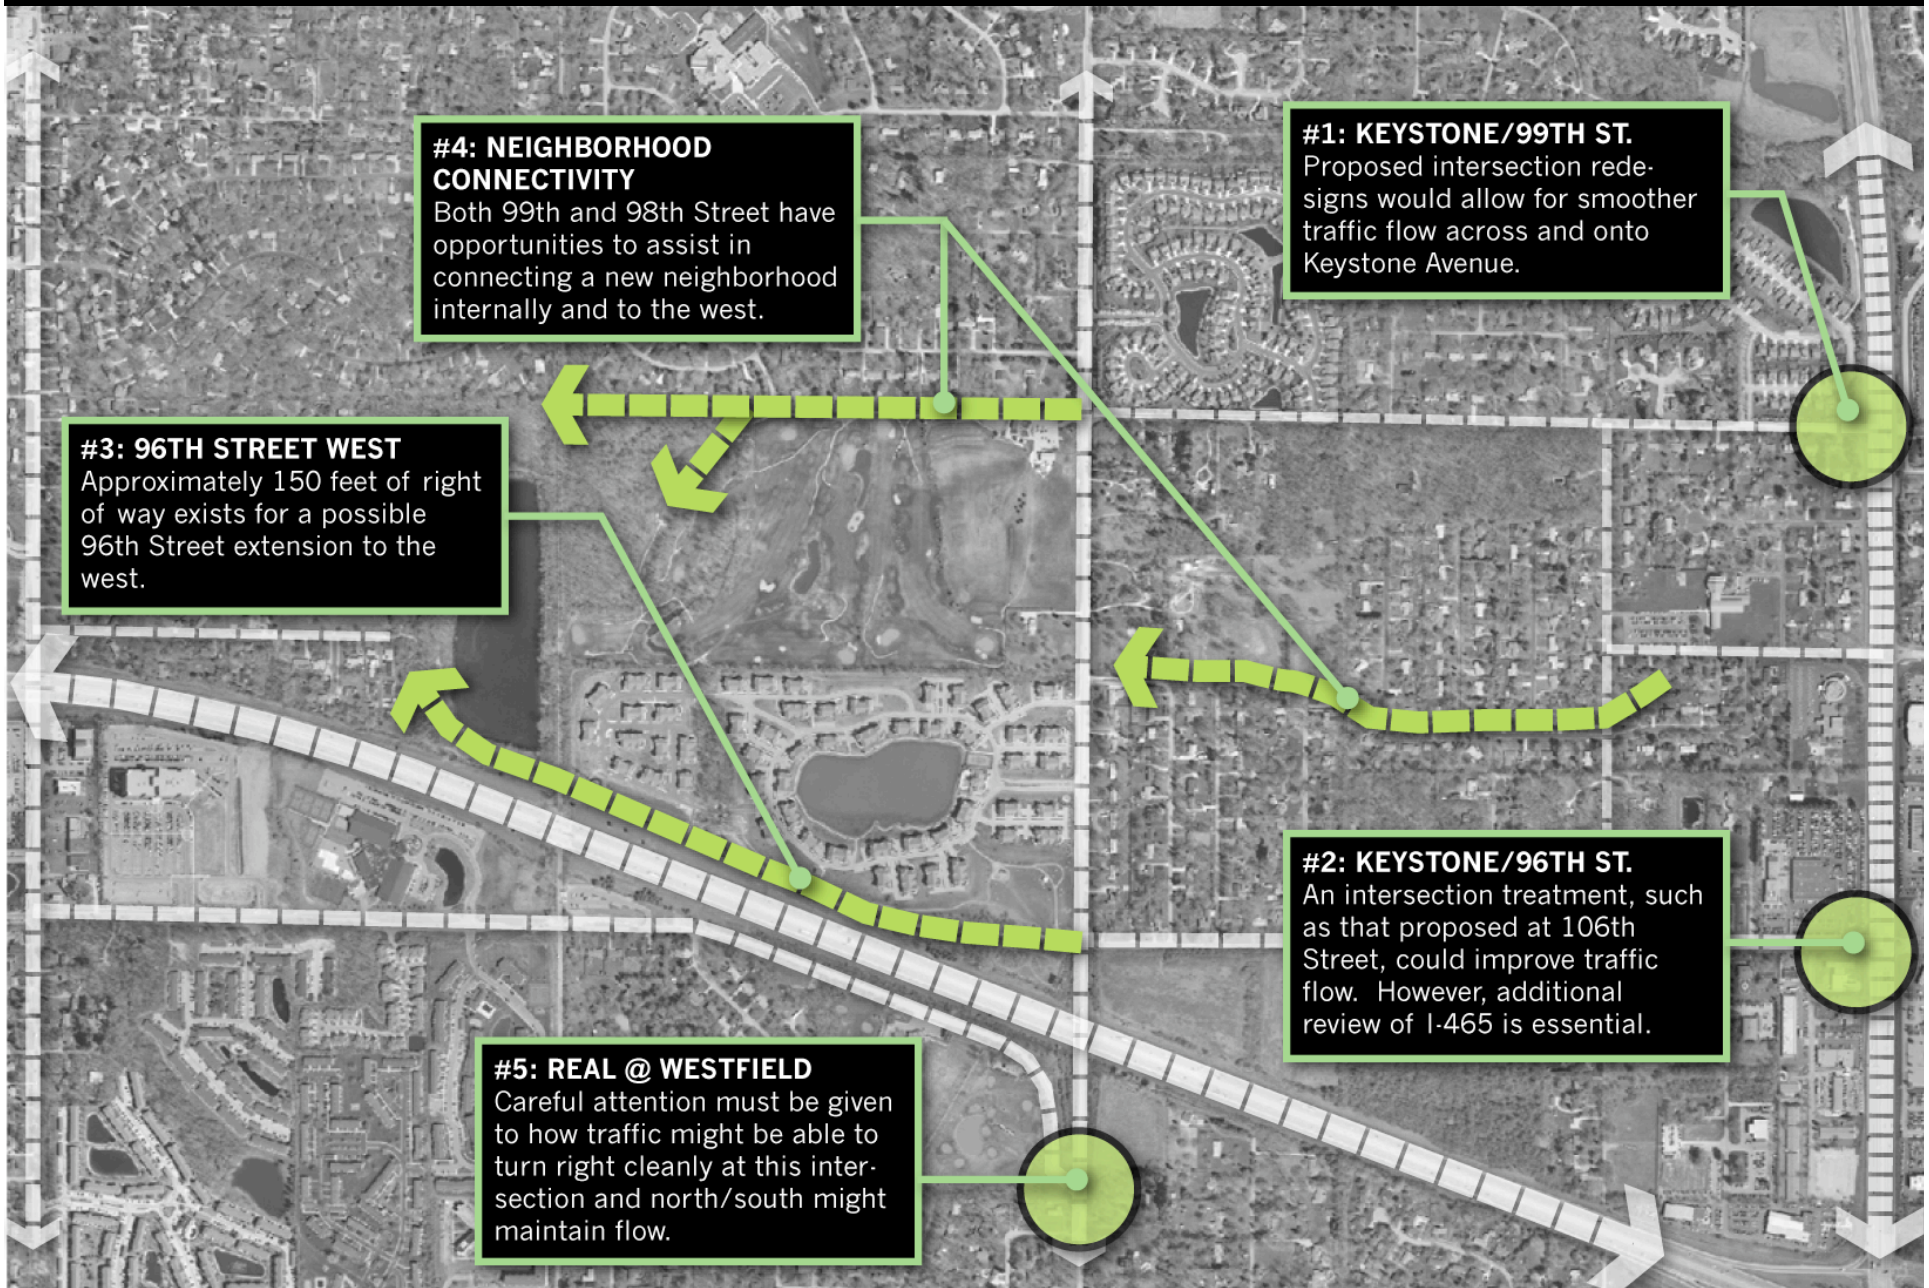 #4: NEIGHBORHOOD
CONNECTIVITY
Both 99th and 98th Street have
opportunities to assist in
connecting a new neighborhood
internally and to the west.
#1: KEYSTONE/99TH ST.
Proposed intersection rede-
signs would allow for smoother
traffic flow across and onto
Keystone Avenue.
#3: 96TH STREET WEST
Approximately 150 feet of right
of way exists for a possible
96th Street extension to the
west.
#2: KEYSTONE/96TH ST.
An intersection treatment, such
as that proposed at 106th
Street, could improve traffic
flow.  However, additional
review of I-465 is essential.
#5: REAL @ WESTFIELD
Careful attention must be given
to how traffic might be able to
turn right cleanly at this inter-
section and north/south might
maintain flow.